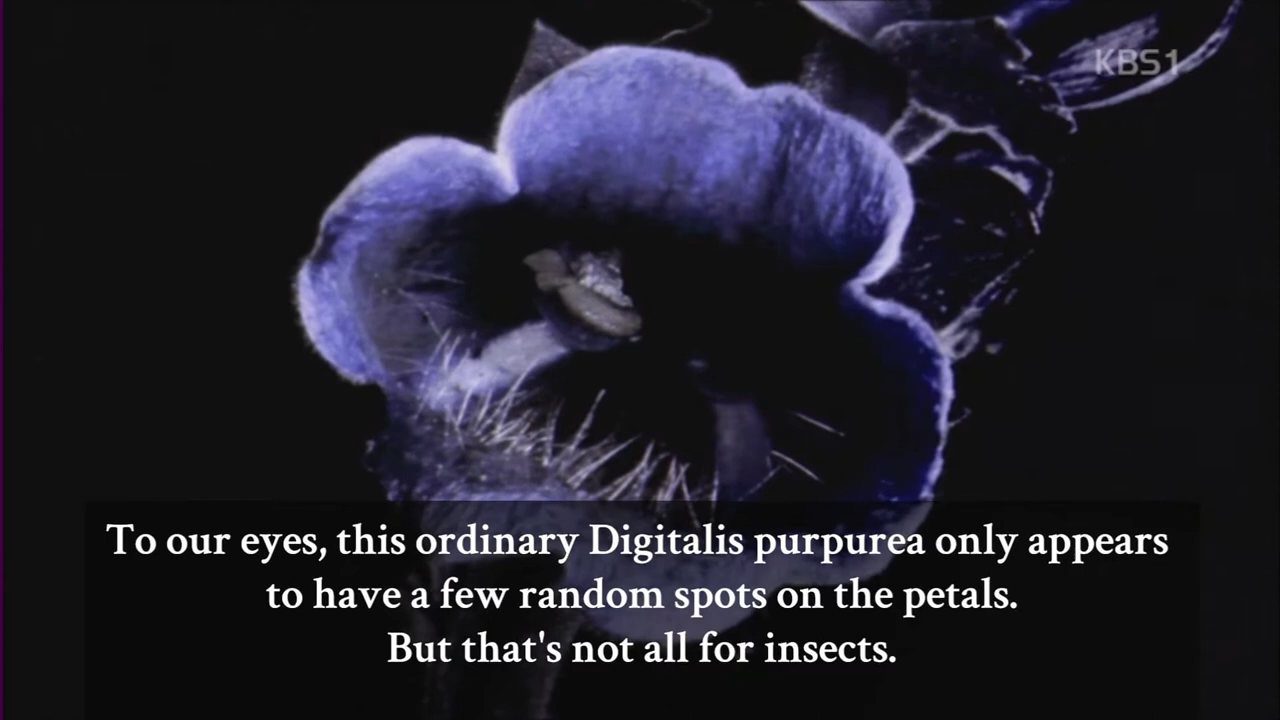 KBS1
To our eyes, this ordinary Digitalis purpurea only appears
to have a few random spots on the petals.
But that's not all for insects.